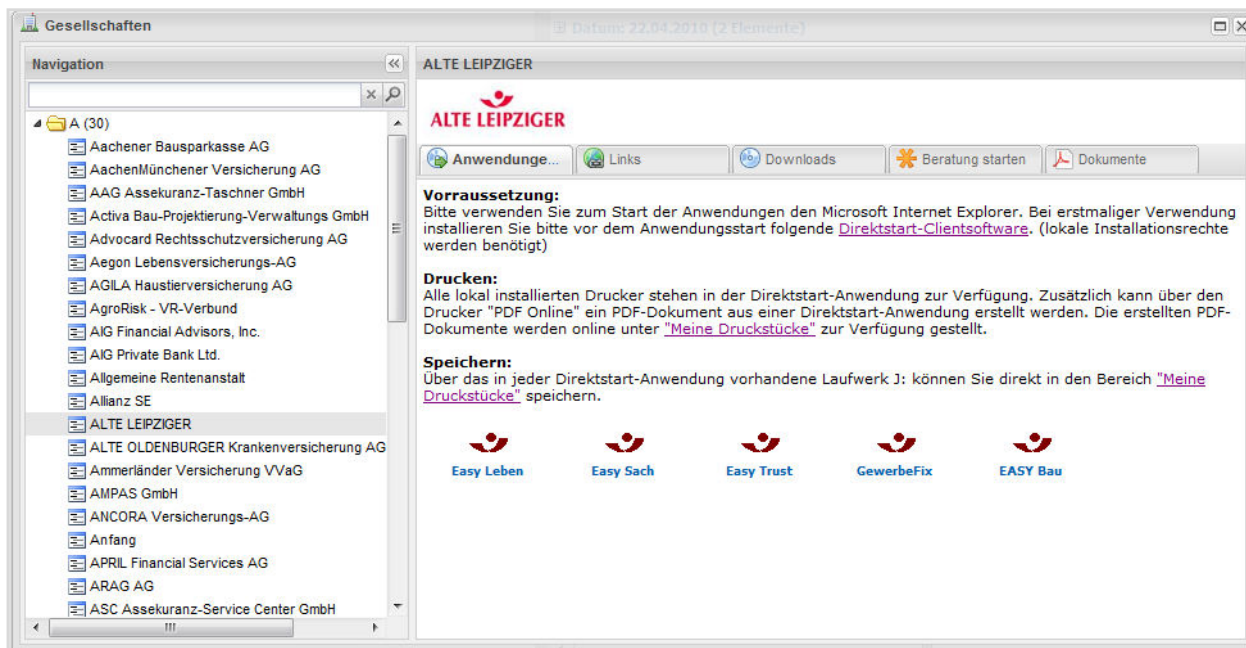 Gesellschaften
Datum: 22.04.2010 (2 Elemente)
Navigation
ALTE LEIPZIGER
A (30)
Aachener Bausparkasse AG
AachenMünchener Versicherung AG
AAG Assekuranz-Taschner GmbH
Activa Bau-Projektierung-Verwaltungs GmbH
Advocard Rechtsschutzversicherung AG
Aegon Lebensversicherungs-AG
AGILA Haustierversicherung AG
AgroRisk - VR-Verbund
AIG Financial Advisors, Inc.
AIG Private Bank Ltd.
Allgemeine Rentenanstalt
Allianz SE
ALTE LEIPZIGER
ALTE OLDENBURGER Krankenversicherung AG
Ammerländer Versicherung VVaG
AMPAS GmbH
ANCORA Versicherungs-AG
Anfang
APRIL Financial Services AG
ARAG AG
ASC Assekuranz-Service Center GmbH
ALTE LEIPZIGER
Anwendunge... Links Downloads Beratung starten Dokumente
Vorraussetzung:
Bitte verwenden Sie zum Start der Anwendungen den Microsoft Internet Explorer. Bei erstmaliger Verwendung
installieren Sie bitte vor dem Anwendungsstart folgende Direktstart-Clientsoftware. (lokale Installationsrechte
werden benötigt)
Drucken:
Alle lokal installierten Drucker stehen in der Direktstart-Anwendung zur Verfügung. Zusätzlich kann über den
Drucker "PDF Online" ein PDF-Dokument aus einer Direktstart-Anwendung erstellt werden. Die erstellten PDF-
Dokumente werden online unter "Meine Druckstücke" zur Verfügung gestellt.
Speichern:
Über das in jeder Direktstart-Anwendung vorhandene Laufwerk J: können Sie direkt in den Bereich "Meine
Druckstücke" speichern.
Easy Leben Easy Sach Easy Trust GewerbeFix EASY Bau